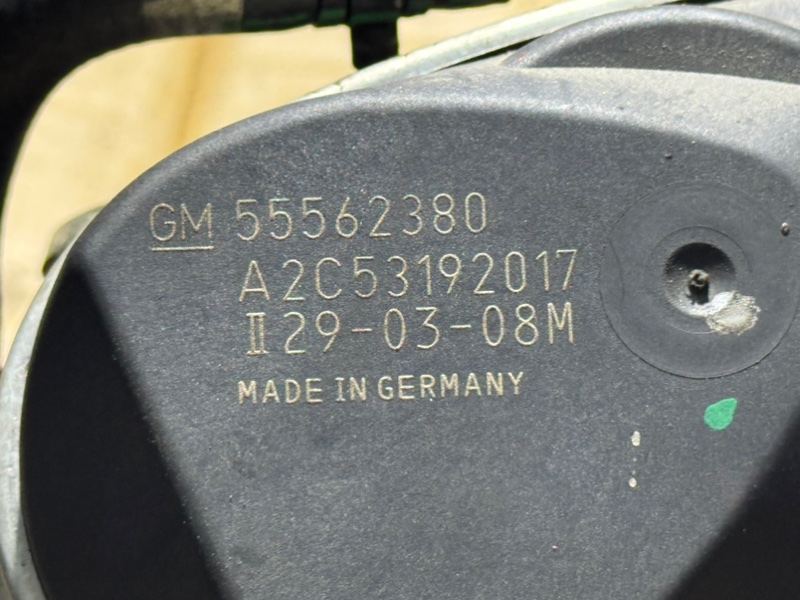 GM 55562380
A2C53192017
II 29-03-08M
MADE IN GERMANY